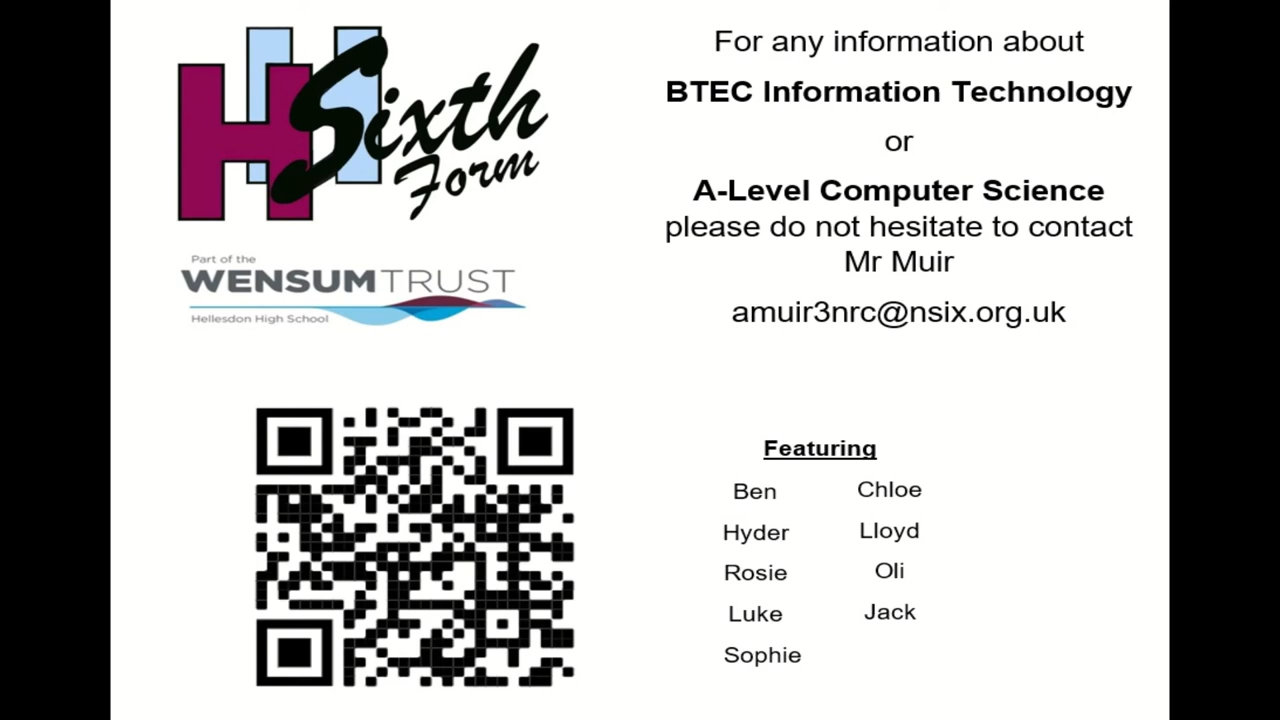 HH Sixth
Form
Part of the
WENSUMTRUST
Hellesdon High School
For any information about
BTEC Information Technology
or
A-Level Computer Science
please do not hesitate to contact
Mr Muir
amuir3nrc@nsix.org.uk
Featuring
Ben
Hyder
Rosie
Luke
Sophie
Chloe
Lloyd
Oli
Jack